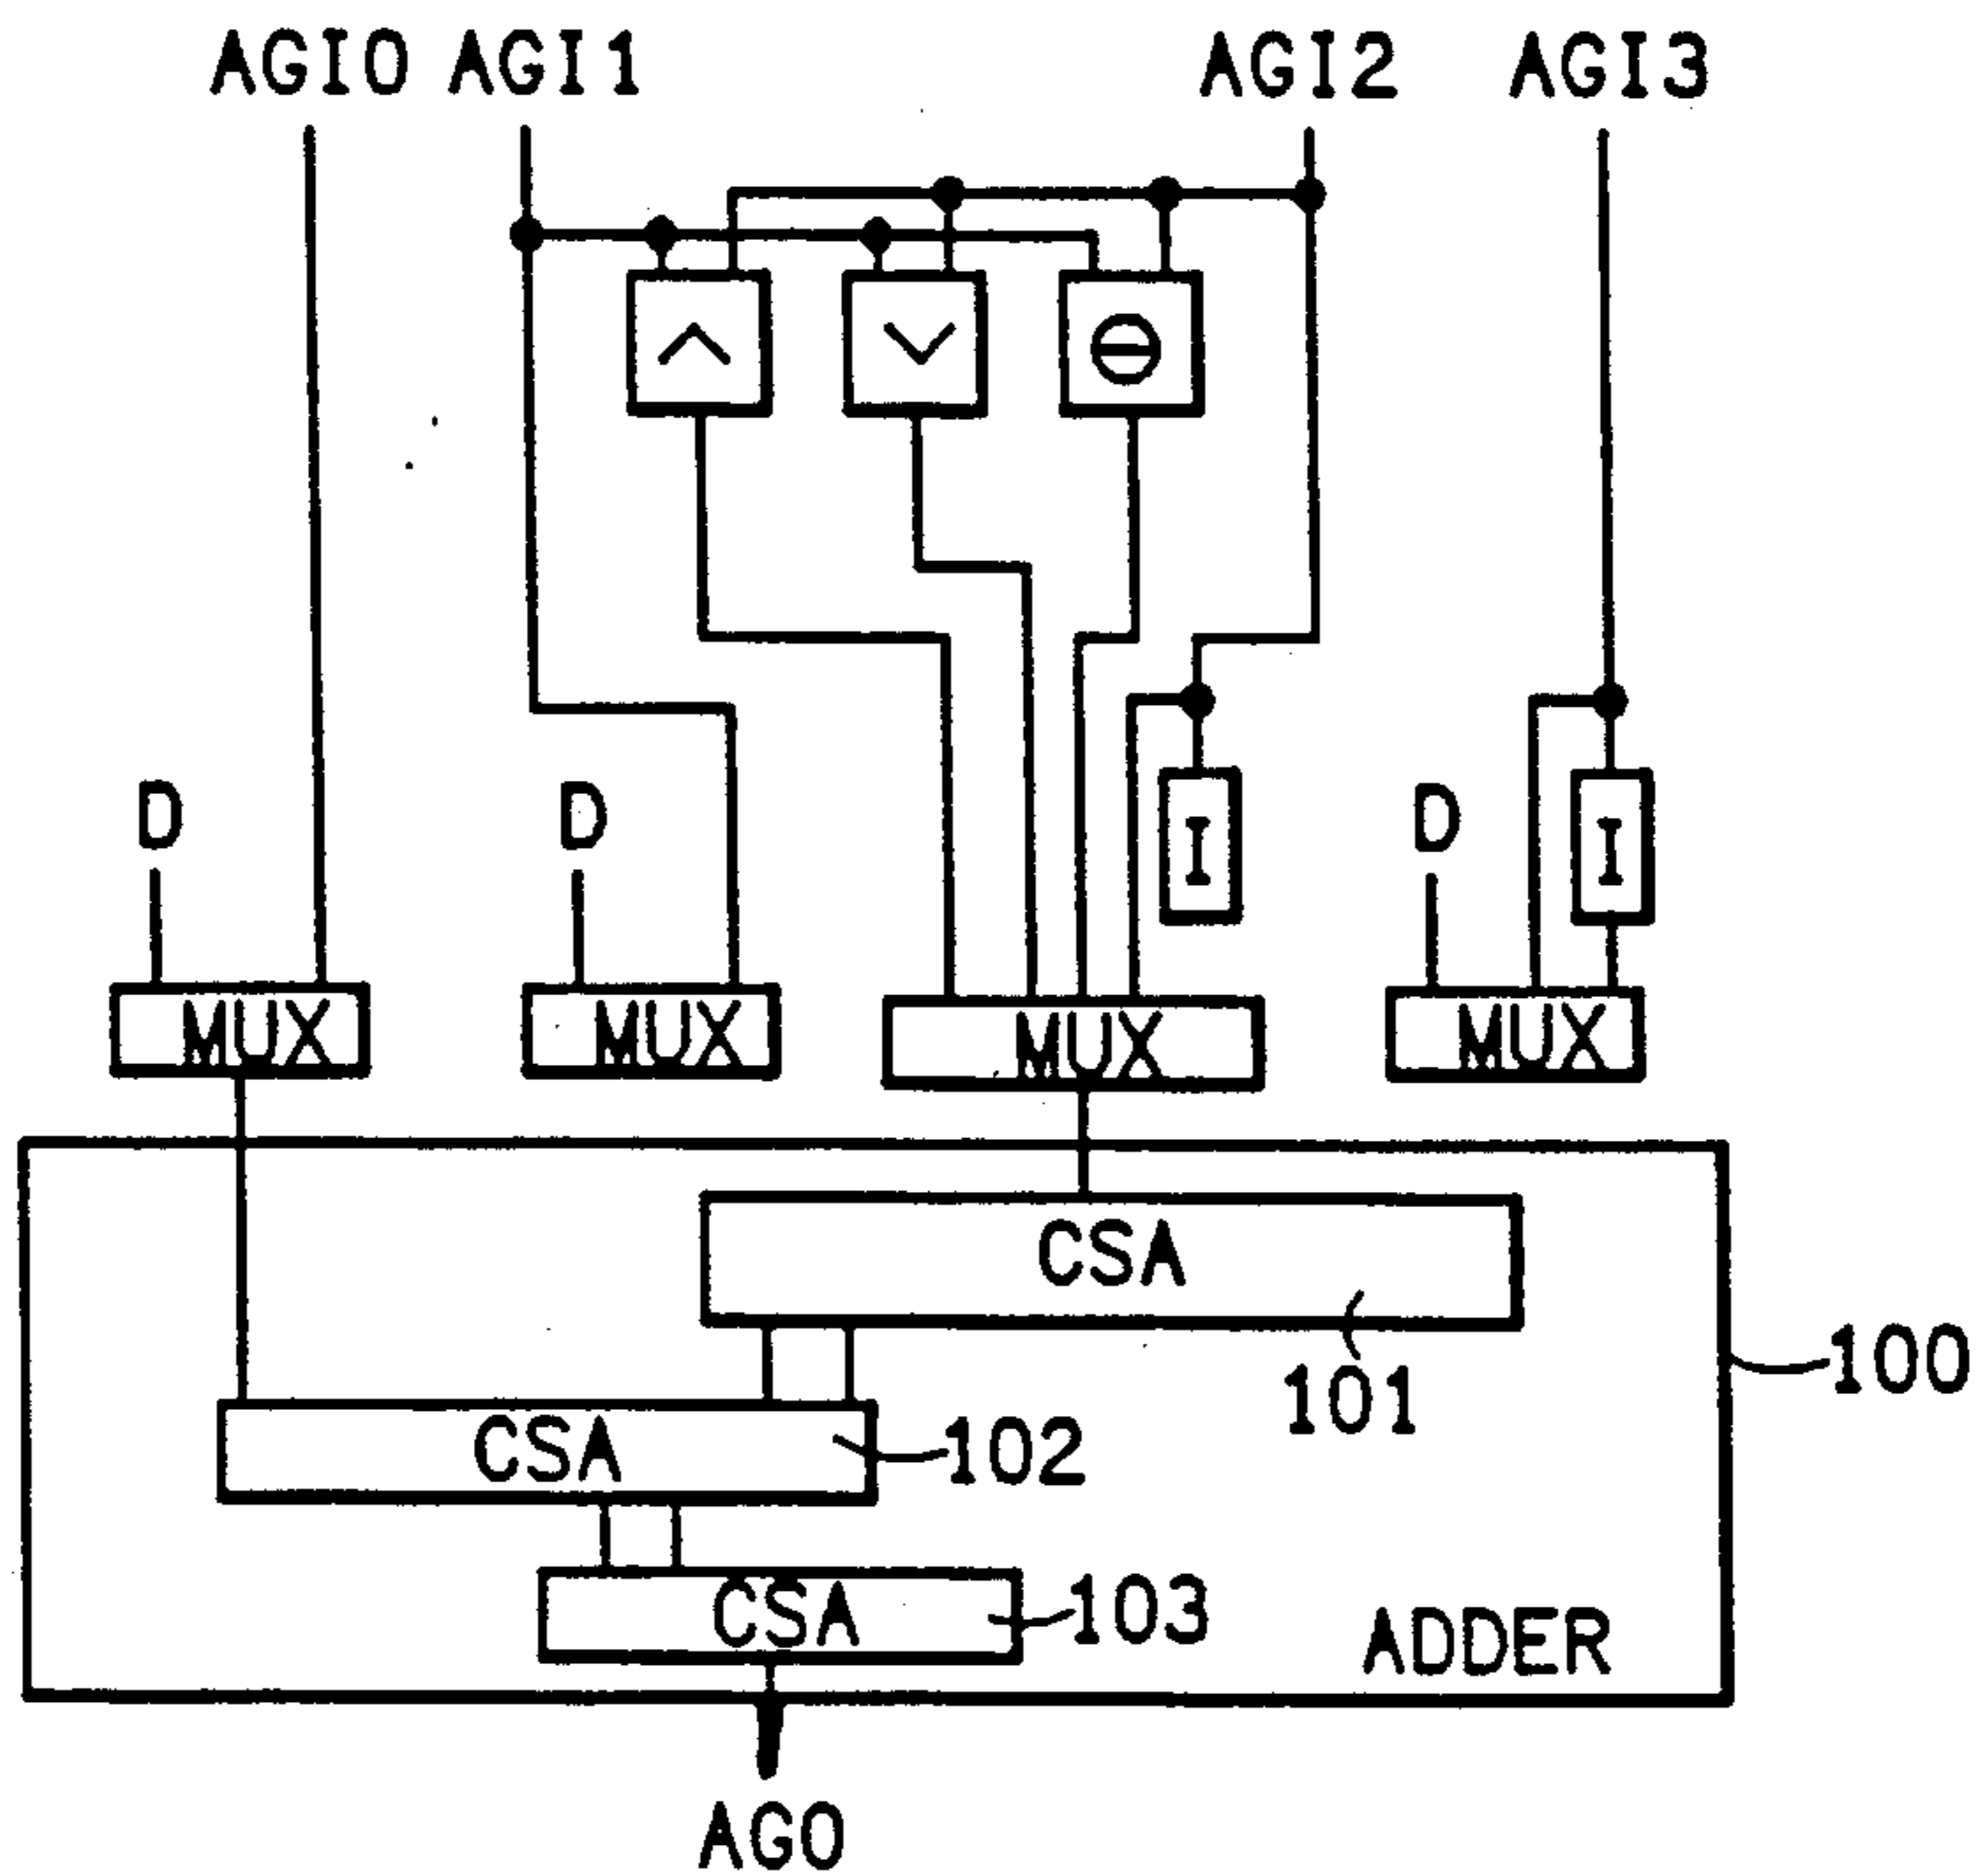 AGI0 AGI1 AGI2 AGI3
D D D
I I
MUX MUX MUX MUX
CSA
101
100
CSA 102
CSA 103
ADDER
AGO